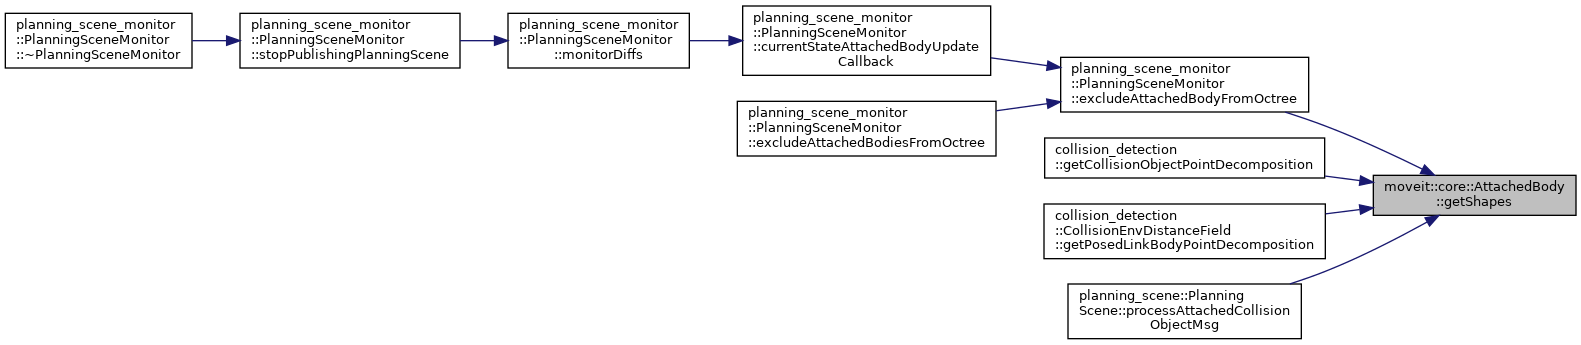 planning_scene_monitor
::PlanningSceneMonitor
::~PlanningSceneMonitor
planning_scene_monitor
::PlanningSceneMonitor
::stopPublishingPlanningScene
planning_scene_monitor
::PlanningSceneMonitor
::monitorDiffs
planning_scene_monitor
::PlanningSceneMonitor
::currentStateAttachedBodyUpdate
Callback
planning_scene_monitor
::PlanningSceneMonitor
::excludeAttachedBodiesFromOctree
planning_scene_monitor
::PlanningSceneMonitor
::excludeAttachedBodyFromOctree
collision_detection
::getCollisionObjectPointDecomposition
collision_detection
::CollisionEnvDistanceField
::getPosedLinkBodyPointDecomposition
planning_scene::Planning
Scene::processAttachedCollision
ObjectMsg
moveit::core::AttachedBody
::getShapes